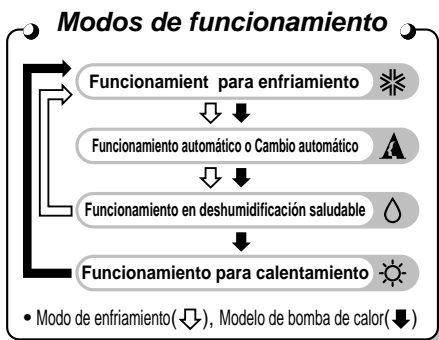 Modos de funcionamiento
Funcionamient para enfriamiento
Funcionamiento automático o Cambio automático
Funcionamiento en deshumidificación saludable
Funcionamiento para calentamiento
• Modo de enfriamiento(⇩), Modelo de bomba de calor(🡇)